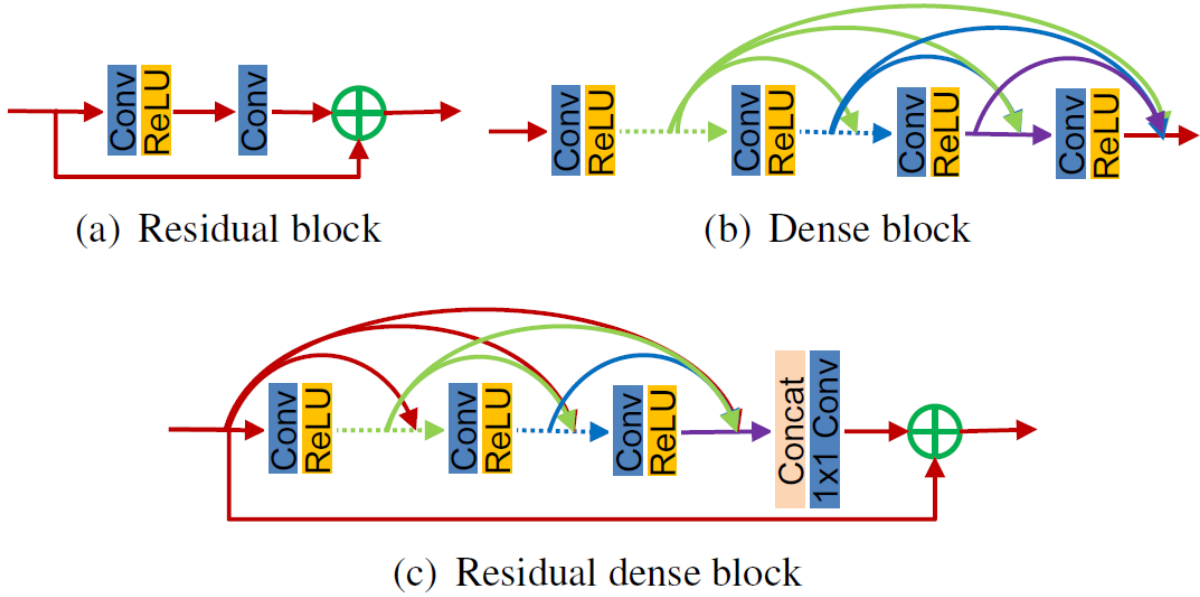 Conv
ReLU
Conv
(a) Residual block
Conv
ReLU
Conv
ReLU
Conv
ReLU
Conv
ReLU
(b) Dense block
Conv
ReLU
Conv
ReLU
Conv
ReLU
Concat
1x1 Conv
(c) Residual dense block